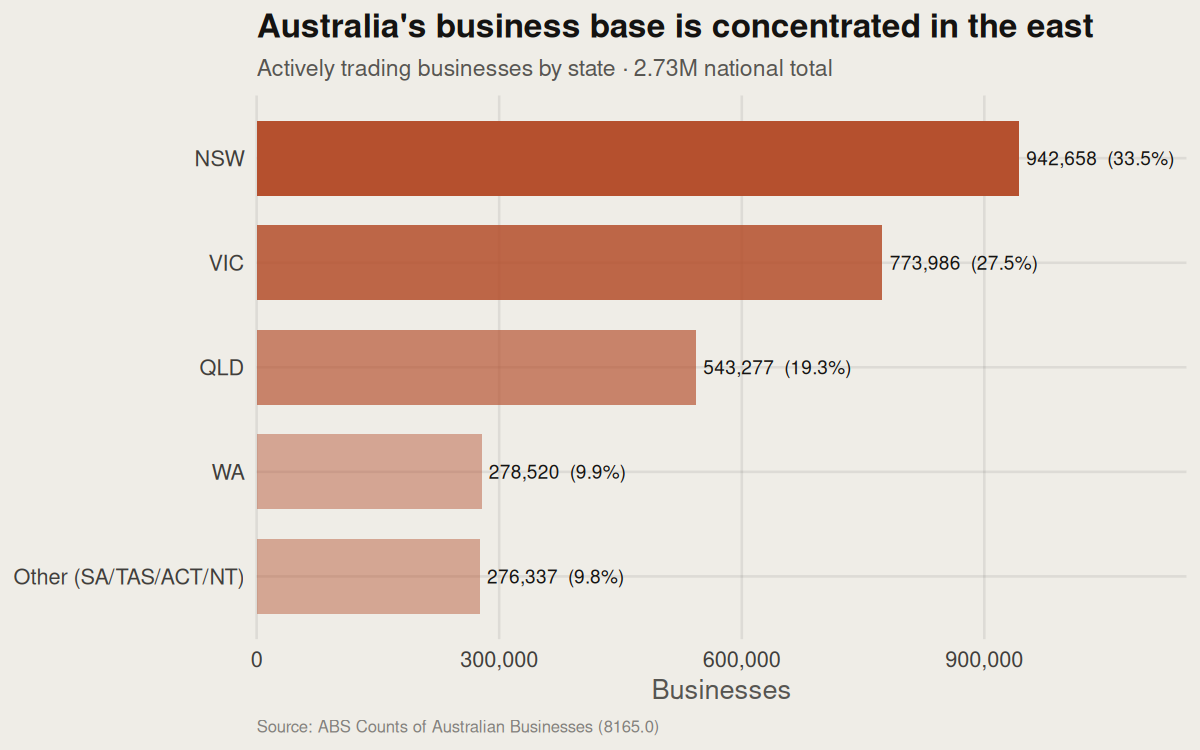 Australia's business base is concentrated in the east
Actively trading businesses by state · 2.73M national total
NSW 942,658 (33.5%)
VIC 773,986 (27.5%)
QLD 543,277 (19.3%)
WA 278,520 (9.9%)
Other (SA/TAS/ACT/NT) 276,337 (9.8%)
0 300,000 600,000 900,000
Businesses
Source: ABS Counts of Australian Businesses (8165.0)